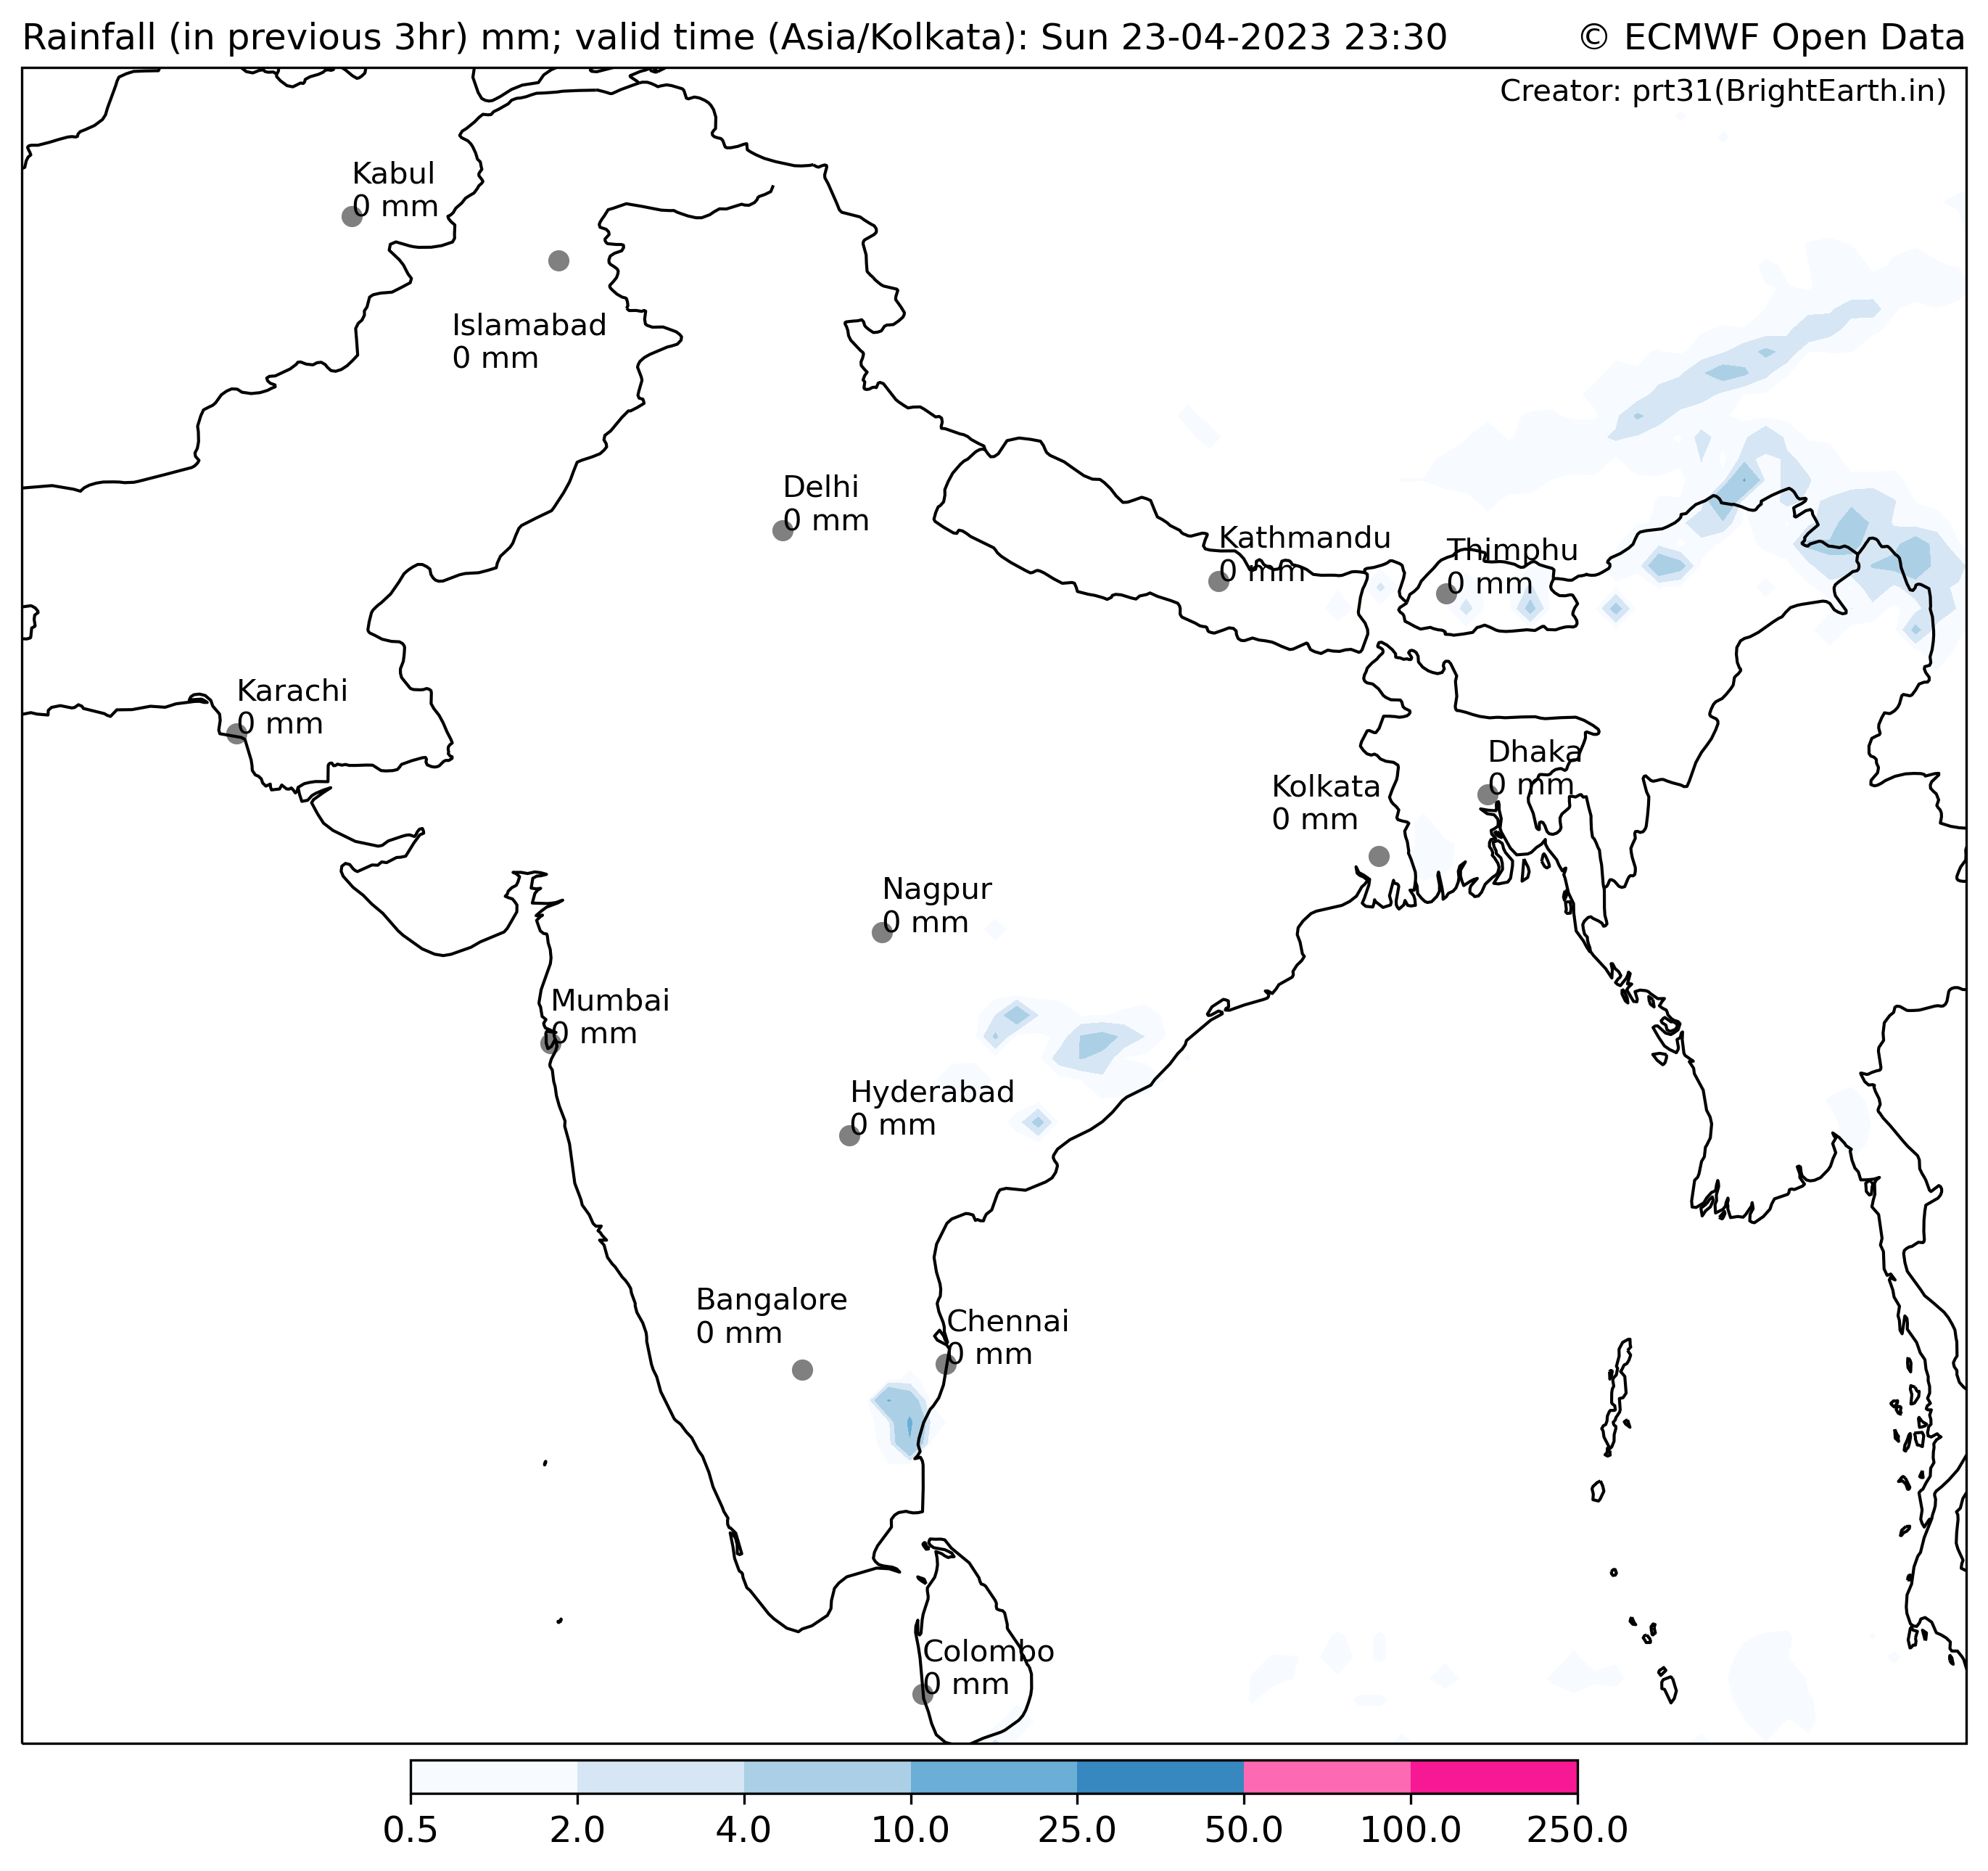 Rainfall (in previous 3hr) mm; valid time (Asia/Kolkata): Sun 23-04-2023 23:30
© ECMWF Open Data
Creator: prt31(BrightEarth.in)
Kabul
0 mm
Islamabad
0 mm
Delhi
0 mm
Kathmandu
0 mm
Thimphu
0 mm
Karachi
0 mm
Dhaka
0 mm
Kolkata
0 mm
Nagpur
0 mm
Mumbai
0 mm
Hyderabad
0 mm
Bangalore
0 mm
Chennai
0 mm
Colombo
0 mm
0.5 2.0 4.0 10.0 25.0 50.0 100.0 250.0